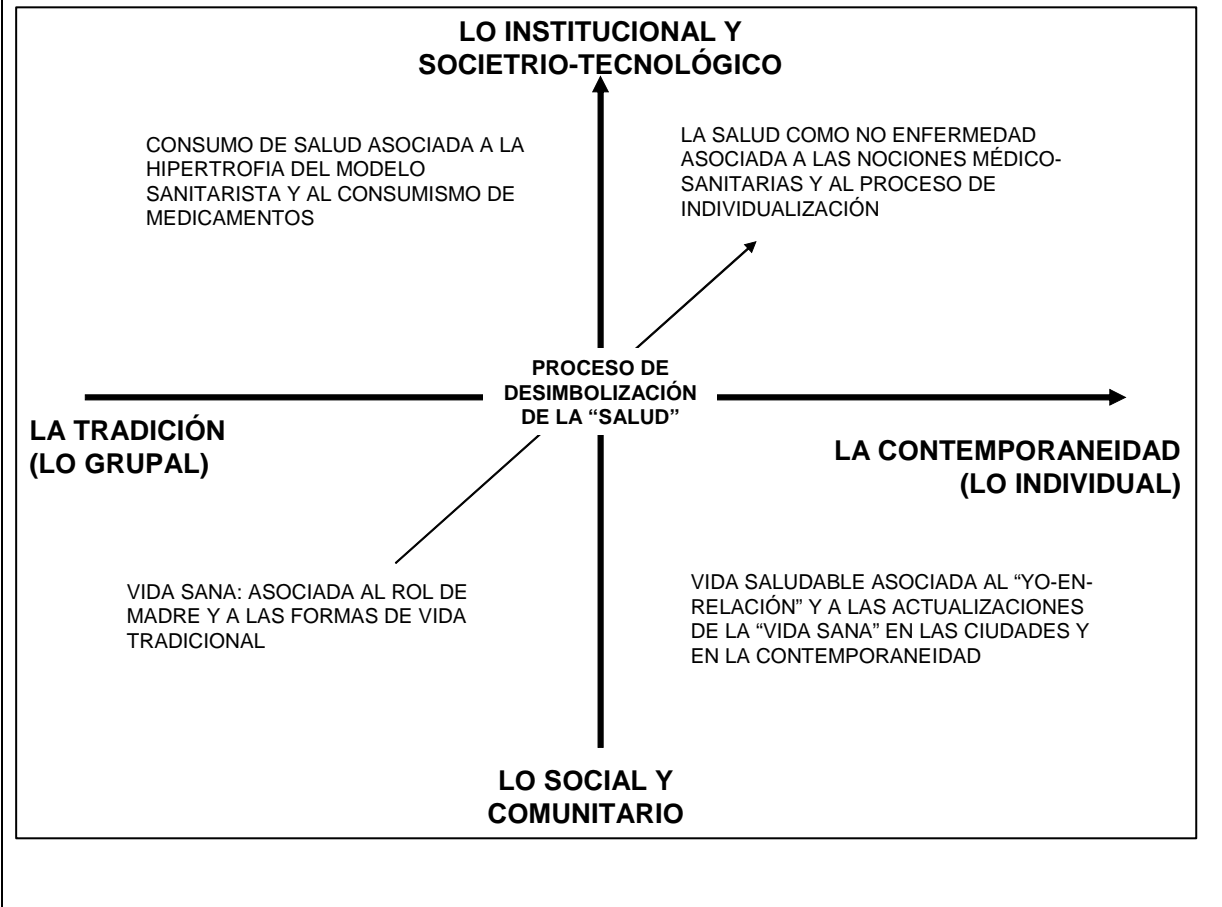 LO INSTITUCIONAL Y
SOCIETRIO-TECNOLÓGICO
CONSUMO DE SALUD ASOCIADA A LA
HIPERTROFIA DEL MODELO
SANITARISTA Y AL CONSUMISMO DE
MEDICAMENTOS
LA SALUD COMO NO ENFERMEDAD
ASOCIADA A LAS NOCIONES MÉDICO-
SANITARIAS Y AL PROCESO DE
INDIVIDUALIZACIÓN
PROCESO DE
DESIMBOLIZACIÓN
DE LA “SALUD”
LA TRADICIÓN
(LO GRUPAL)
LA CONTEMPORANEIDAD
(LO INDIVIDUAL)
VIDA SANA: ASOCIADA AL ROL DE
MADRE Y A LAS FORMAS DE VIDA
TRADICIONAL
VIDA SALUDABLE ASOCIADA AL “YO-EN-
RELACIÓN” Y A LAS ACTUALIZACIONES
DE LA “VIDA SANA” EN LAS CIUDADES Y
EN LA CONTEMPORANEIDAD
LO SOCIAL Y
COMUNITARIO